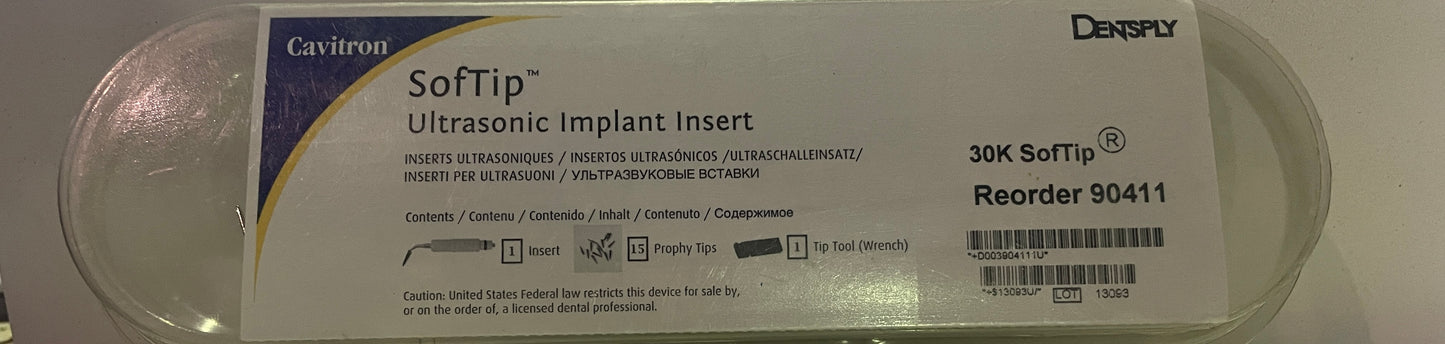 Cavitron®
DENTSPLY
SofTip™
Ultrasonic Implant Insert
INSERTS ULTRASONIQUES / INSERTOS ULTRASÓNICOS /ULTRASCHALLEINSATZ/
INSERTI PER ULTRASUONI / УЛЬТРАЗВУКОВЫЕ ВСТАВКИ
30K SofTip®
Reorder 90411
Contents / Contenu / Contenido / Inhalt / Contenuto / Содержимое
1 Insert 15 Prophy Tips 1 Tip Tool (Wrench)
*+D003904111U*
*+$13093U/*
LOT 13093
Caution: United States Federal law restricts this device for sale by,
or on the order of, a licensed dental professional.